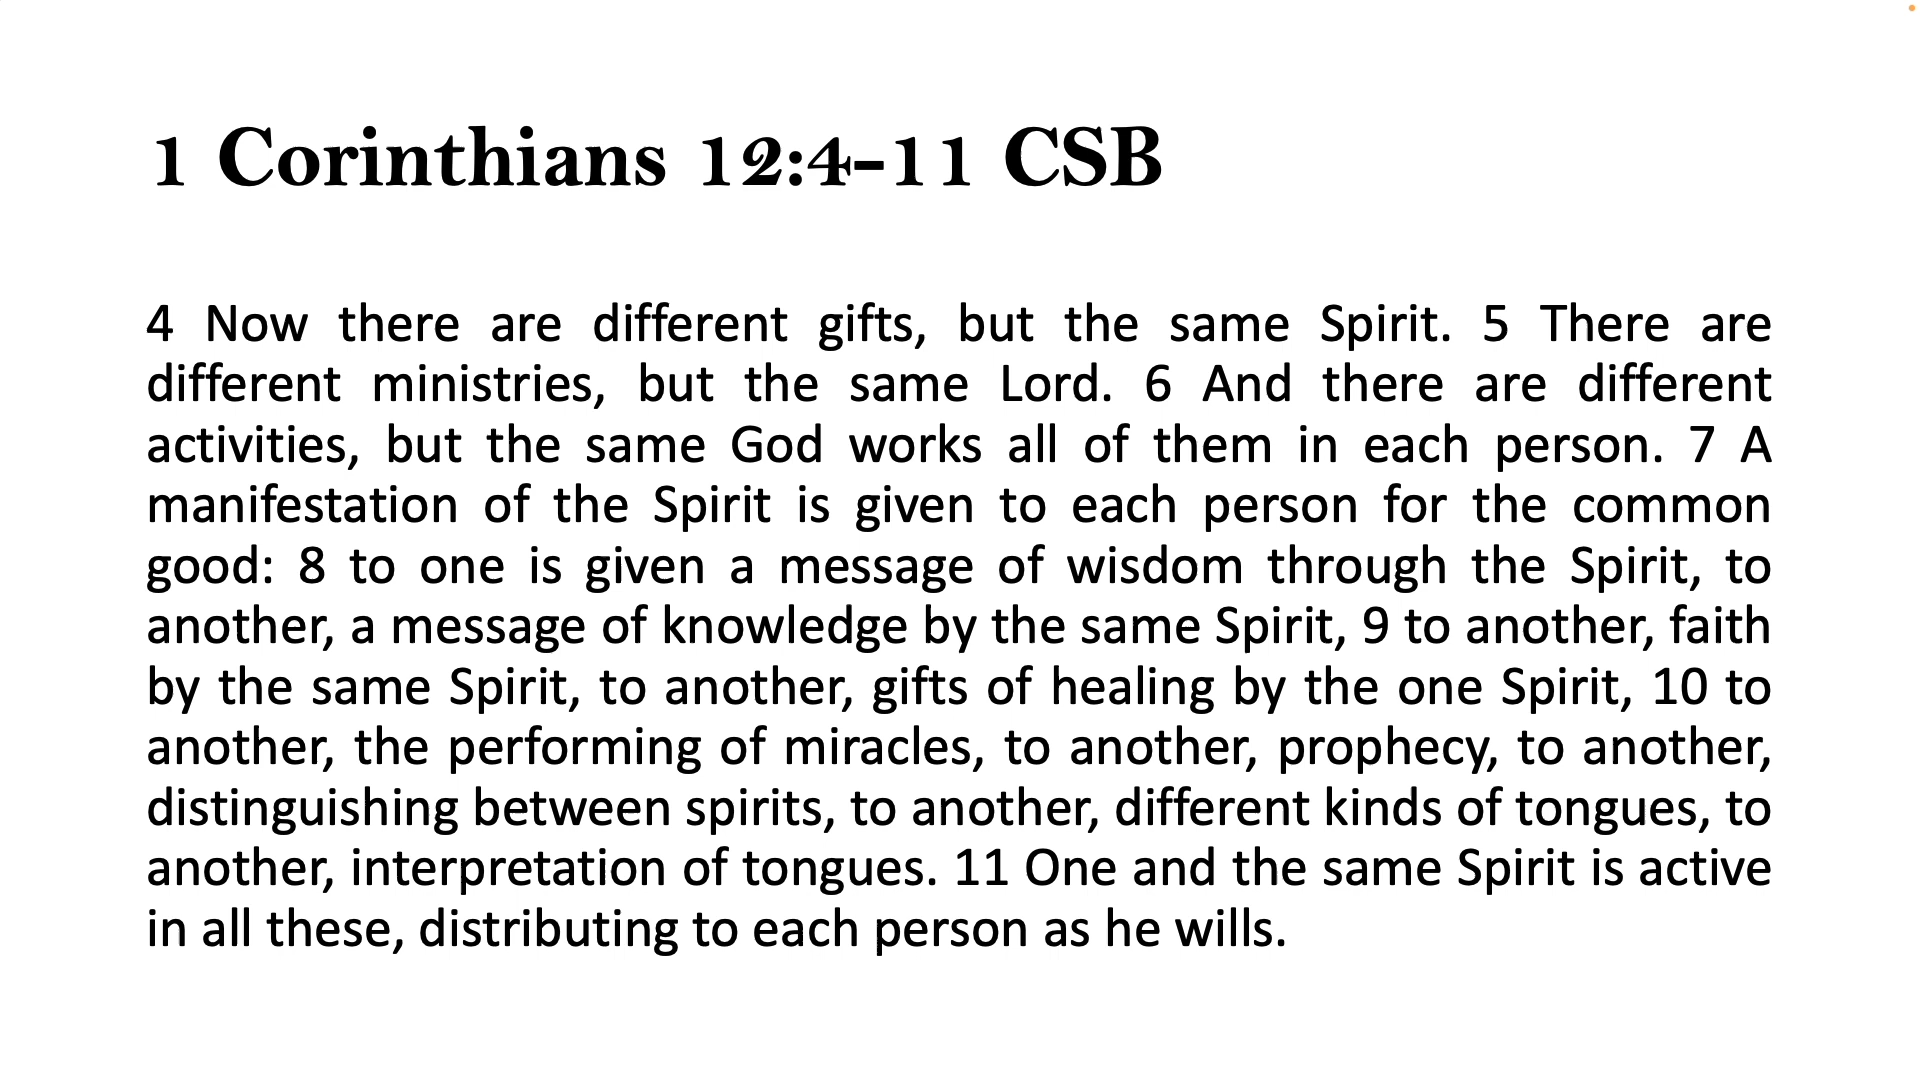 1 Corinthians 12:4-11 CSB
4 Now there are different gifts, but the same Spirit. 5 There are
different ministries, but the same Lord. 6 And there are different
activities, but the same God works all of them in each person. 7 A
manifestation of the Spirit is given to each person for the common
good: 8 to one is given a message of wisdom through the Spirit, to
another, a message of knowledge by the same Spirit, 9 to another, faith
by the same Spirit, to another, gifts of healing by the one Spirit, 10 to
another, the performing of miracles, to another, prophecy, to another,
distinguishing between spirits, to another, different kinds of tongues, to
another, interpretation of tongues. 11 One and the same Spirit is active
in all these, distributing to each person as he wills.